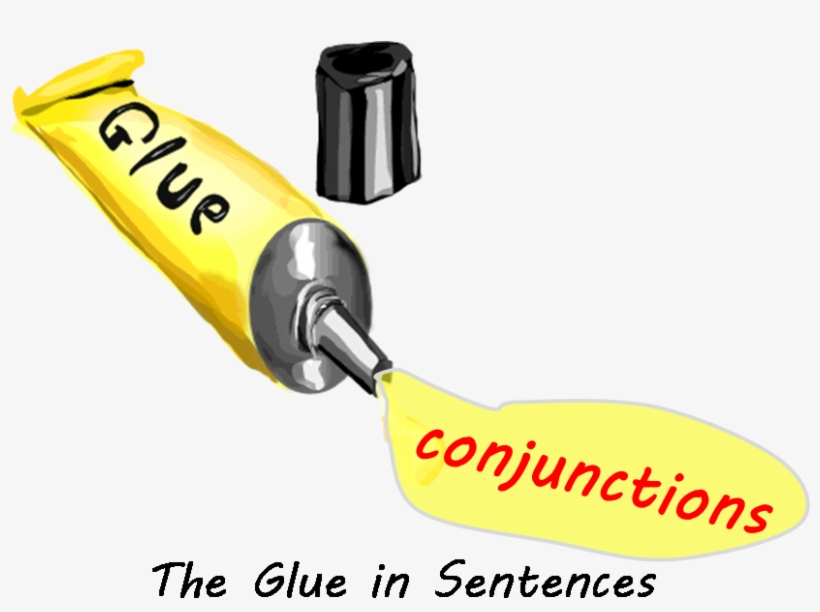 Glue
conjunctions
The Glue in Sentences